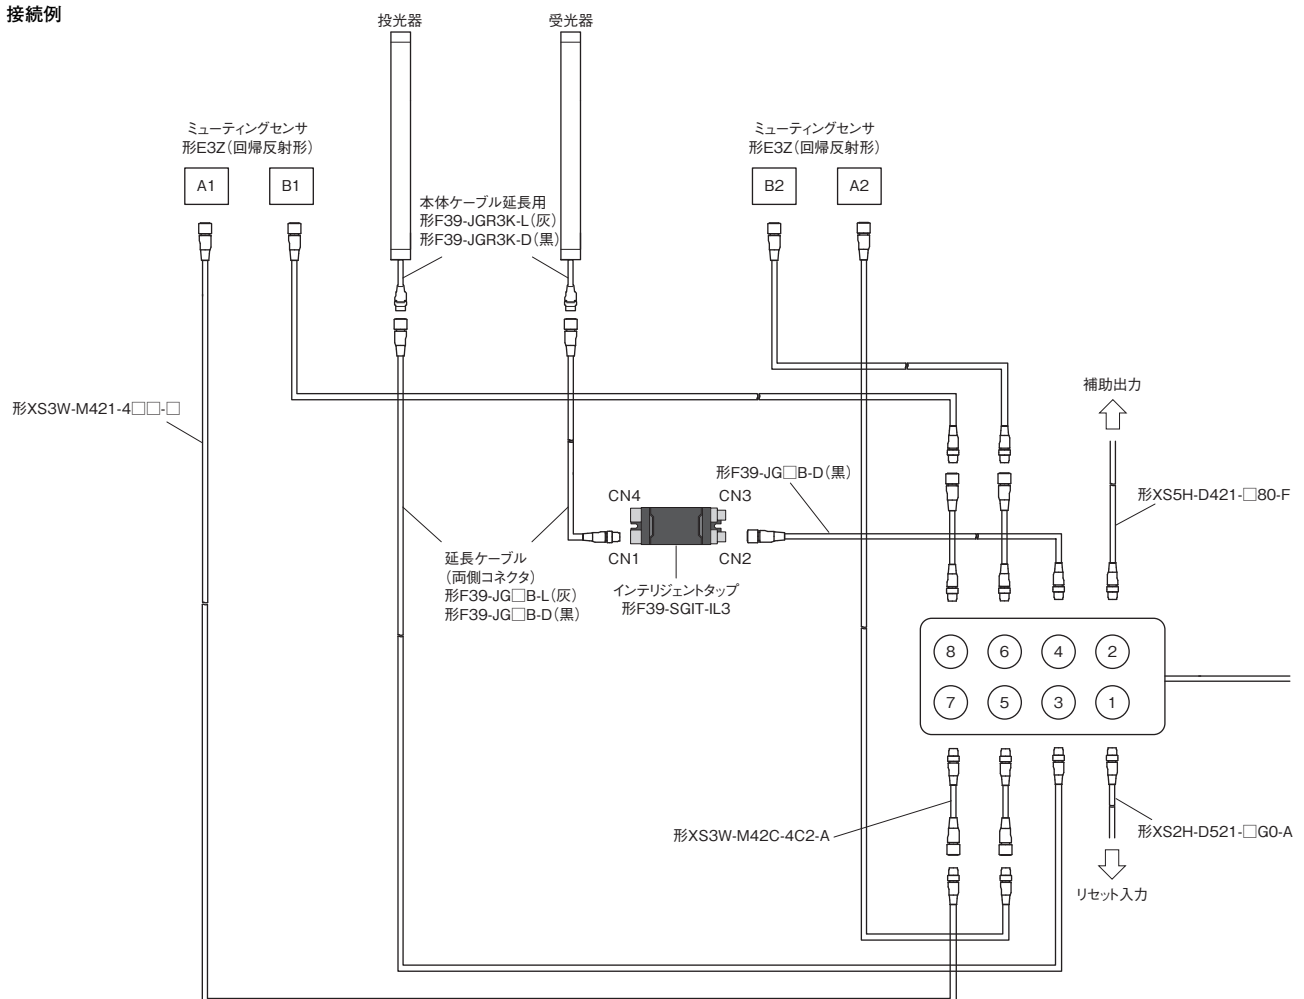 接続例
投光器
受光器
ミューティングセンサ
形E3Z(回帰反射形)
A1
B1
ミューティングセンサ
形E3Z(回帰反射形)
B2
A2
本体ケーブル延長用
形F39-JGR3K-L(灰)
形F39-JGR3K-D(黒)
形XS3W-M421-4□□-□
補助出力
形F39-JG□B-D(黒)
形XS5H-D421-□80-F
CN4
CN3
CN1
CN2
延長ケーブル
(両側コネクタ)
形F39-JG□B-L(灰)
形F39-JG□B-D(黒)
インテリジェントタップ
形F39-SGIT-IL3
8
6
4
2
7
5
3
1
形XS3W-M42C-4C2-A
形XS2H-D521-□G0-A
リセット入力